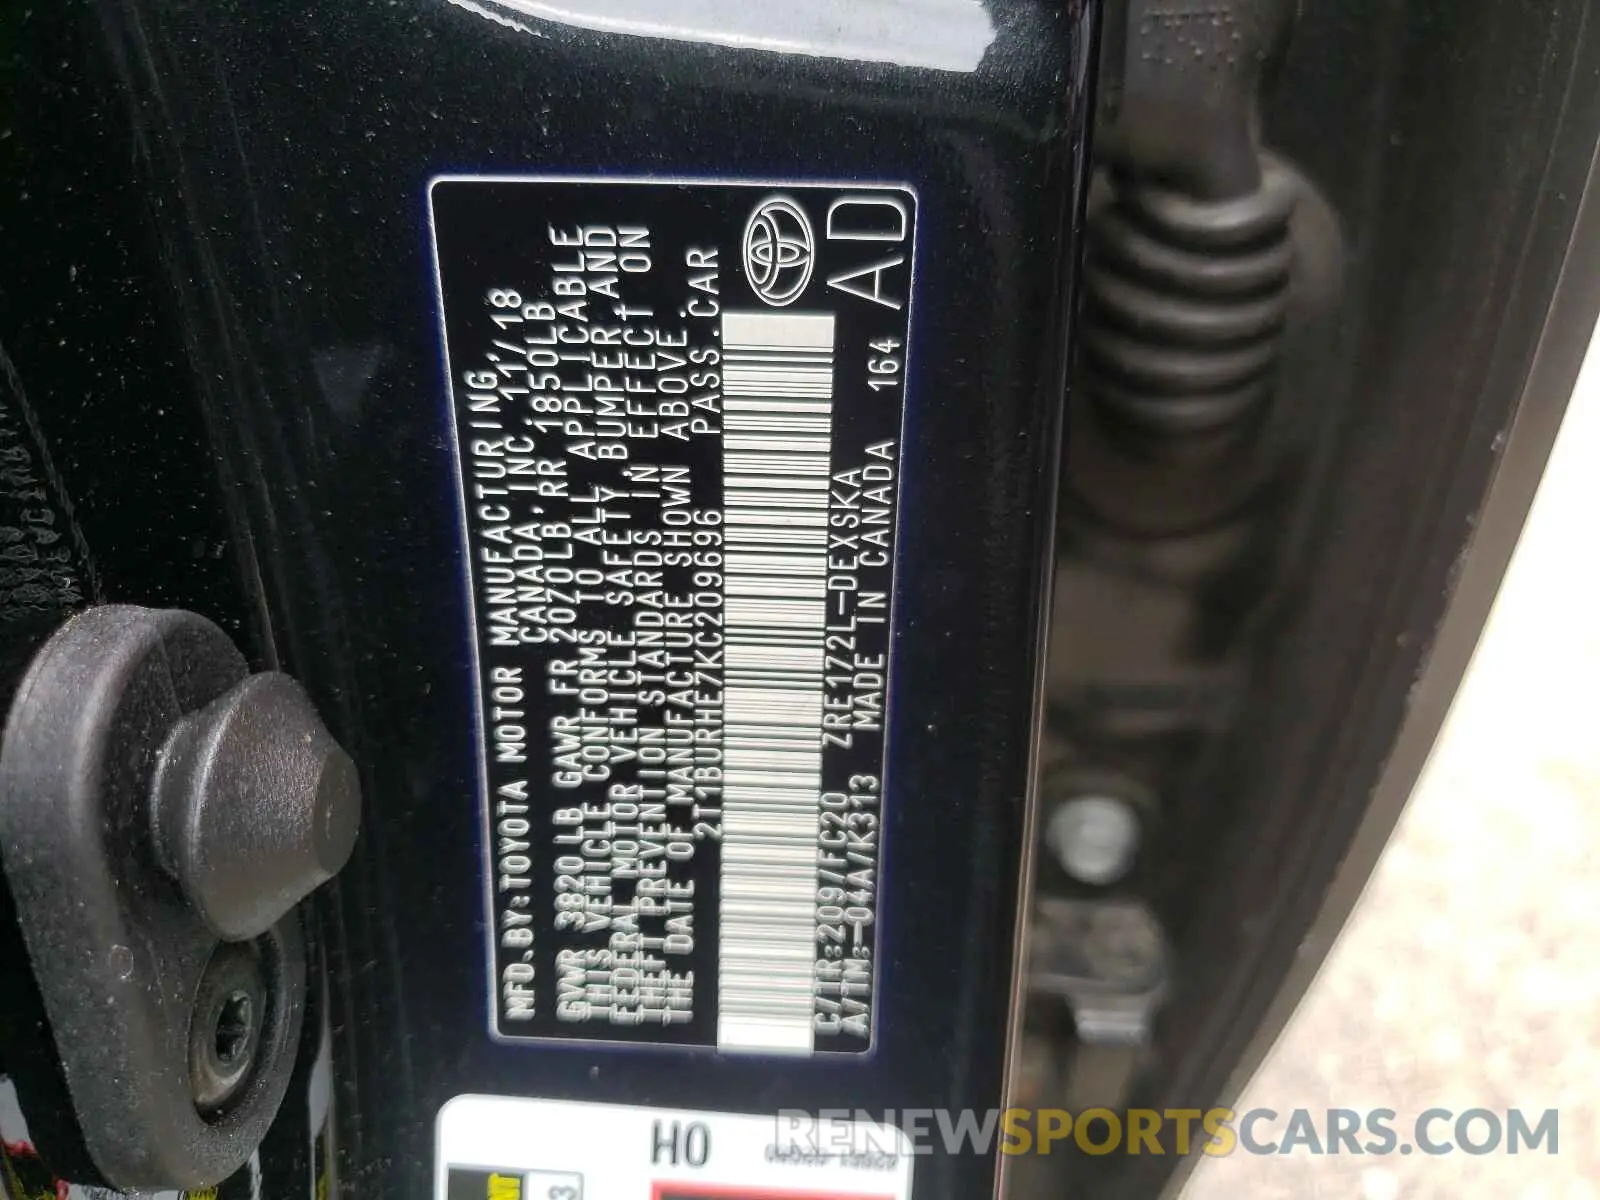 MFD.BY:TOYOTA MOTOR MANUFACTURING,
CANADA,INC. 11/18
GVWR 3820LB GAWR FR 2070LB RR 1850LB
THIS VEHICLE CONFORMS TO ALL APPLICABLE
FEDERAL MOTOR VEHICLE SAFETY,BUMPER,AND
THEFT PREVENTION STANDARDS IN EFFECT ON
THE DATE OF MANUFACTURE SHOWN ABOVE.
2T1BURHE7KC209696 PASS.CAR
C/TR:209/FC20 ZRE172L-DEXSKA
A/TM:-04A/K313 MADE IN CANADA 164
AD
H0
RENEWSPORTSCARS.COM